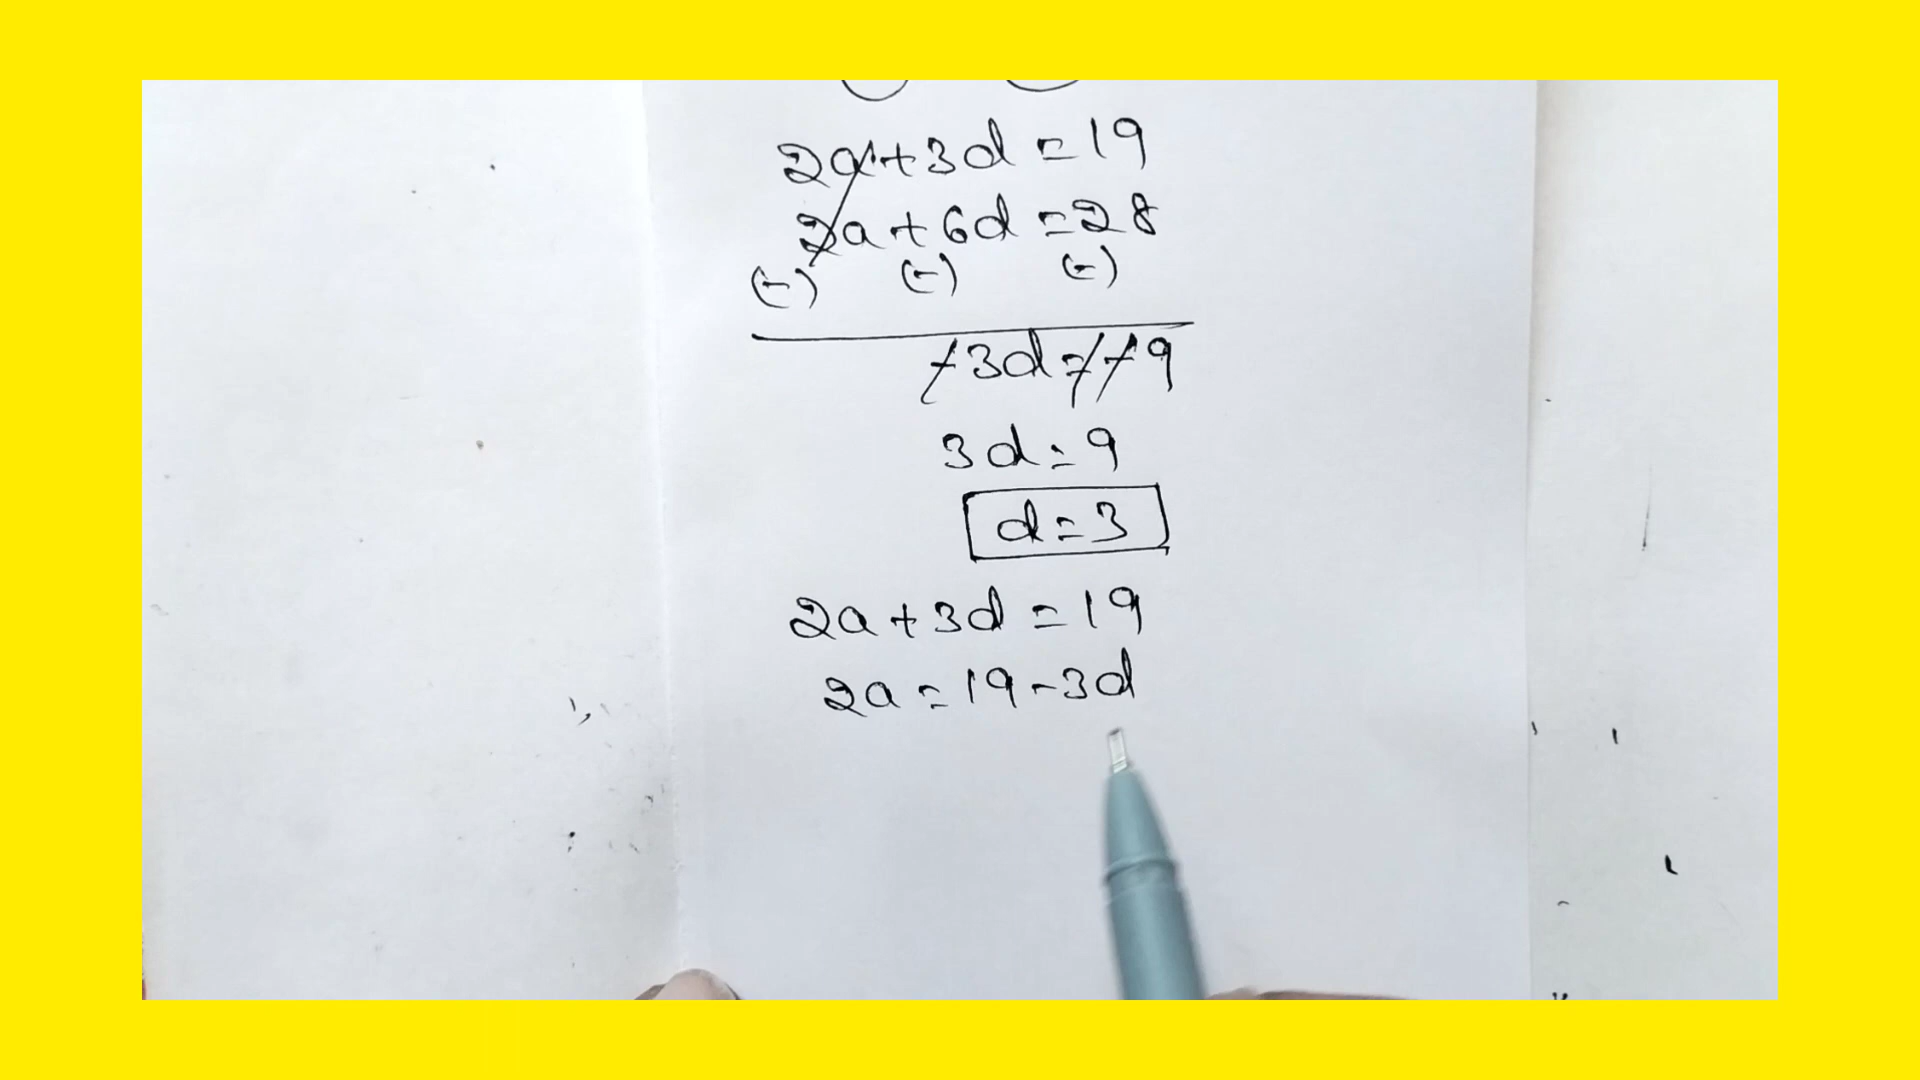 2a+3d=19
2a+6d=28
(-) (-) (-)
-3d=-9
3d=9
d=3
2a+3d=19
2a=19-3d